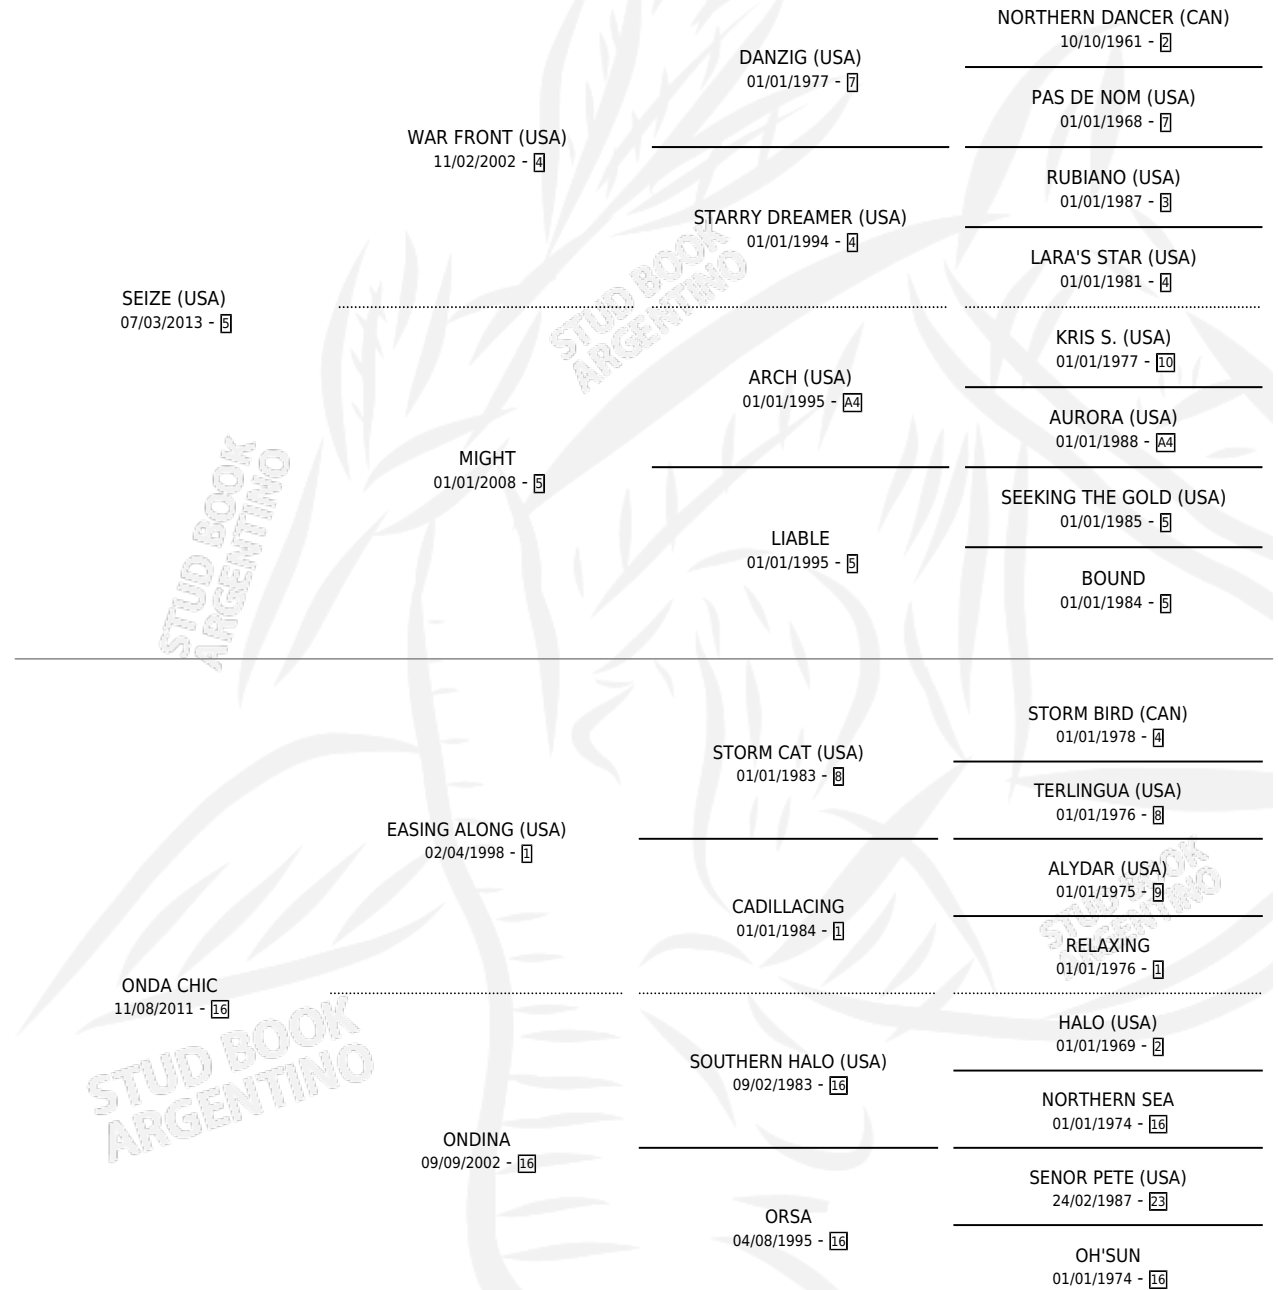 NORTHERN DANCER (CAN)
10/10/1961 - 2
DANZIG (USA)
01/01/1977 - 7
PAS DE NOM (USA)
01/01/1968 - 7
WAR FRONT (USA)
11/02/2002 - 4
RUBIANO (USA)
01/01/1987 - 3
STARRY DREAMER (USA)
01/01/1994 - 4
LARA'S STAR (USA)
01/01/1981 - 4
SEIZE (USA)
07/03/2013 - 5
STUD BOOK
ARGENTINO
KRIS S. (USA)
01/01/1977 - 10
ARCH (USA)
01/01/1995 - A4
AURORA (USA)
01/01/1988 - A4
MIGHT
01/01/2008 - 5
SEEKING THE GOLD (USA)
01/01/1985 - 5
LIABLE
01/01/1995 - 5
BOUND
01/01/1984 - 5
STUD BOOK
ARGENTINO
STORM BIRD (CAN)
01/01/1978 - 4
STORM CAT (USA)
01/01/1983 - 8
TERLINGUA (USA)
01/01/1976 - 8
EASING ALONG (USA)
02/04/1998 - 1
ALYDAR (USA)
01/01/1975 - 9
CADILLACING
01/01/1984 - 1
STUD BOOK
ARGENTINO
RELAXING
01/01/1976 - 1
ONDA CHIC
11/08/2011 - 16
HALO (USA)
01/01/1969 - 2
SOUTHERN HALO (USA)
09/02/1983 - 16
NORTHERN SEA
01/01/1974 - 16
STUD BOOK
ARGENTINO
ONDINA
09/09/2002 - 16
SENOR PETE (USA)
24/02/1987 - 23
ORSA
04/08/1995 - 16
OH'SUN
01/01/1974 - 16